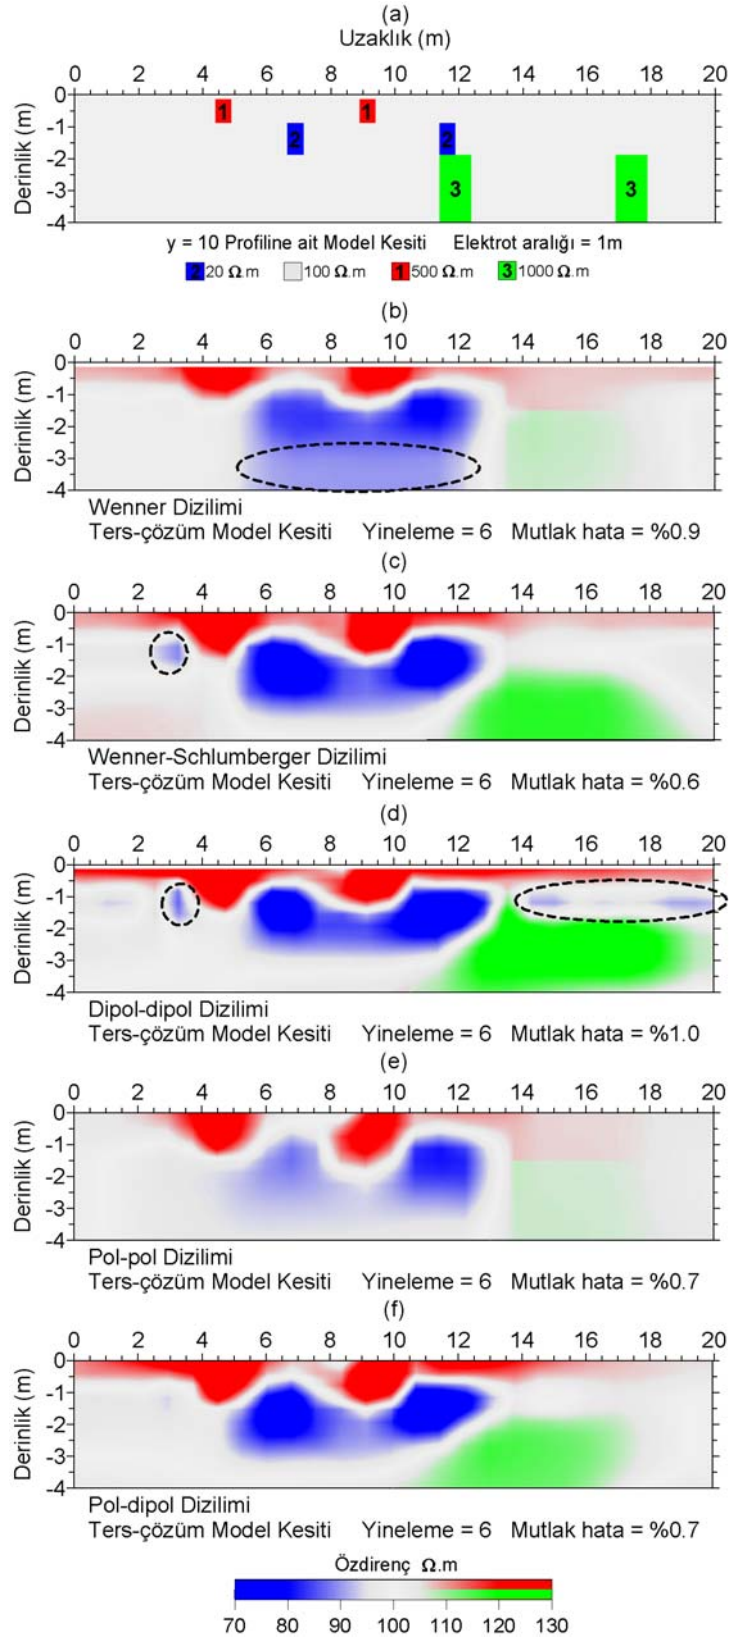 (a)
Uzaklık (m)
0 2 4 6 8 10 12 14 16 18 20
Derinlik (m)
0
-1
-2
-3
-4
1 1
2 2
3 3
y = 10 Profiline ait Model Kesiti Elektrot aralığı = 1m
2 20 Ω.m 100 Ω.m 1 500 Ω.m 3 1000 Ω.m
(b)
0 2 4 6 8 10 12 14 16 18 20
Derinlik (m)
0
-1
-2
-3
-4
Wenner Dizilimi
Ters-çözüm Model Kesiti Yineleme = 6 Mutlak hata = %0.9
(c)
0 2 4 6 8 10 12 14 16 18 20
Derinlik (m)
0
-1
-2
-3
-4
Wenner-Schlumberger Dizilimi
Ters-çözüm Model Kesiti Yineleme = 6 Mutlak hata = %0.6
(d)
0 2 4 6 8 10 12 14 16 18 20
Derinlik (m)
0
-1
-2
-3
-4
Dipol-dipol Dizilimi
Ters-çözüm Model Kesiti Yineleme = 6 Mutlak hata = %1.0
(e)
0 2 4 6 8 10 12 14 16 18 20
Derinlik (m)
0
-1
-2
-3
-4
Pol-pol Dizilimi
Ters-çözüm Model Kesiti Yineleme = 6 Mutlak hata = %0.7
(f)
0 2 4 6 8 10 12 14 16 18 20
Derinlik (m)
0
-1
-2
-3
-4
Pol-dipol Dizilimi
Ters-çözüm Model Kesiti Yineleme = 6 Mutlak hata = %0.7
Özdirenç Ω.m
70 80 90 100 110 120 130